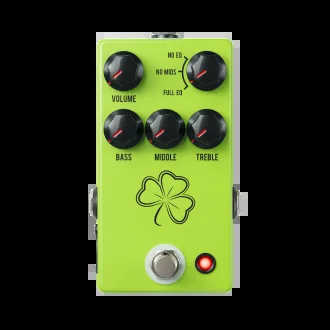 NO EQ
NO MIDS
VOLUME
FULL EQ
BASS
MIDDLE
TREBLE